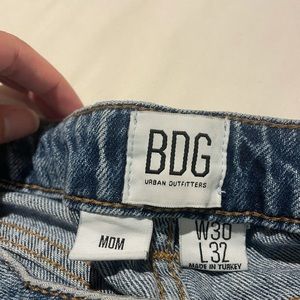 BDG
URBAN OUTFITTERS
MOM
W30
L32
MADE IN TURKEY